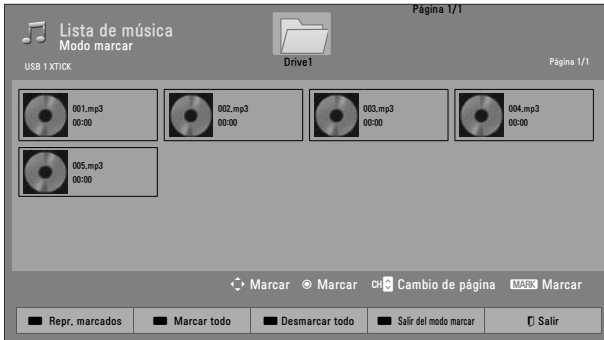 Página 1/1
Lista de música
Modo marcar
Drive1
USB 1 XTICK
Página 1/1
001.mp3
00:00
002.mp3
00:00
003.mp3
00:00
004.mp3
00:00
005.mp3
00:00
Marcar Marcar CH Cambio de página MARK Marcar
Repr. marcados Marcar todo Desmarcar todo Salir del modo marcar Salir